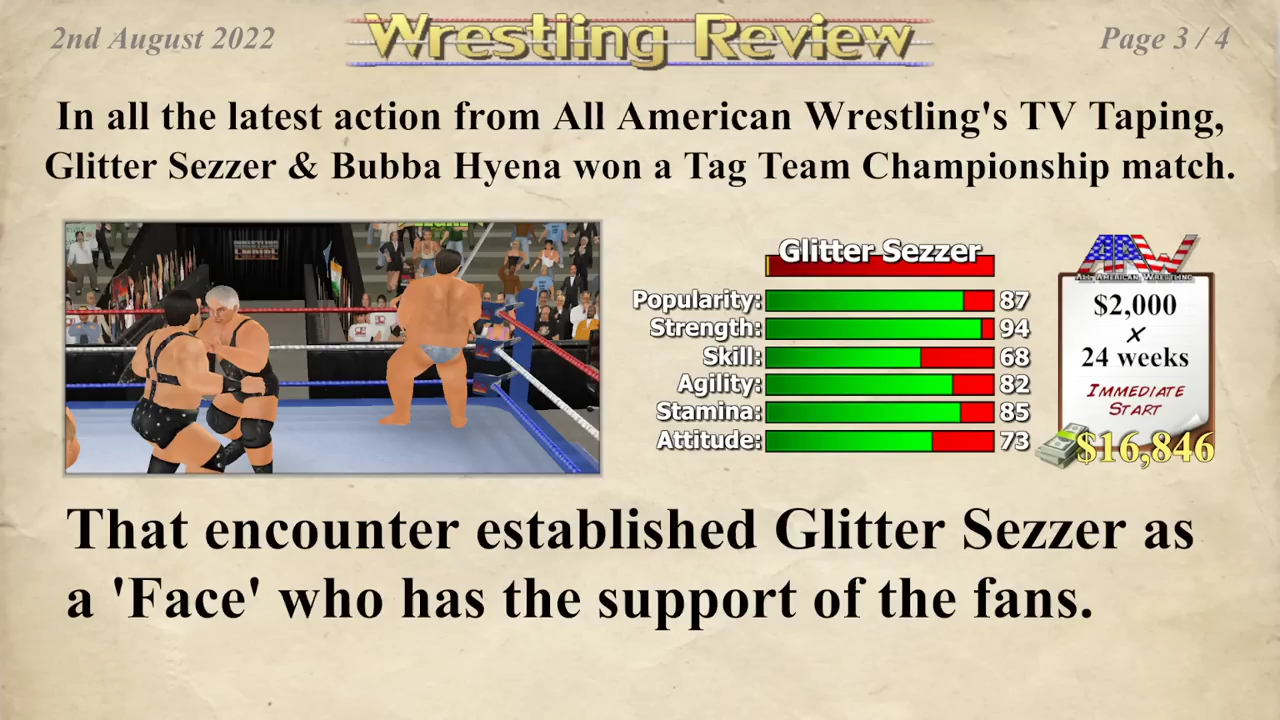 2nd August 2022
Wrestling Review
Page 3 / 4
In all the latest action from All American Wrestling's TV Taping,
Glitter Sezzer & Bubba Hyena won a Tag Team Championship match.
Glitter Sezzer
Popularity: 87
Strength: 94
Skill: 68
Agility: 82
Stamina: 85
Attitude: 73
AAW
ALL AMERICAN WRESTLING
$2,000
x
24 weeks
IMMEDIATE
START
$16,846
That encounter established Glitter Sezzer as
a 'Face' who has the support of the fans.